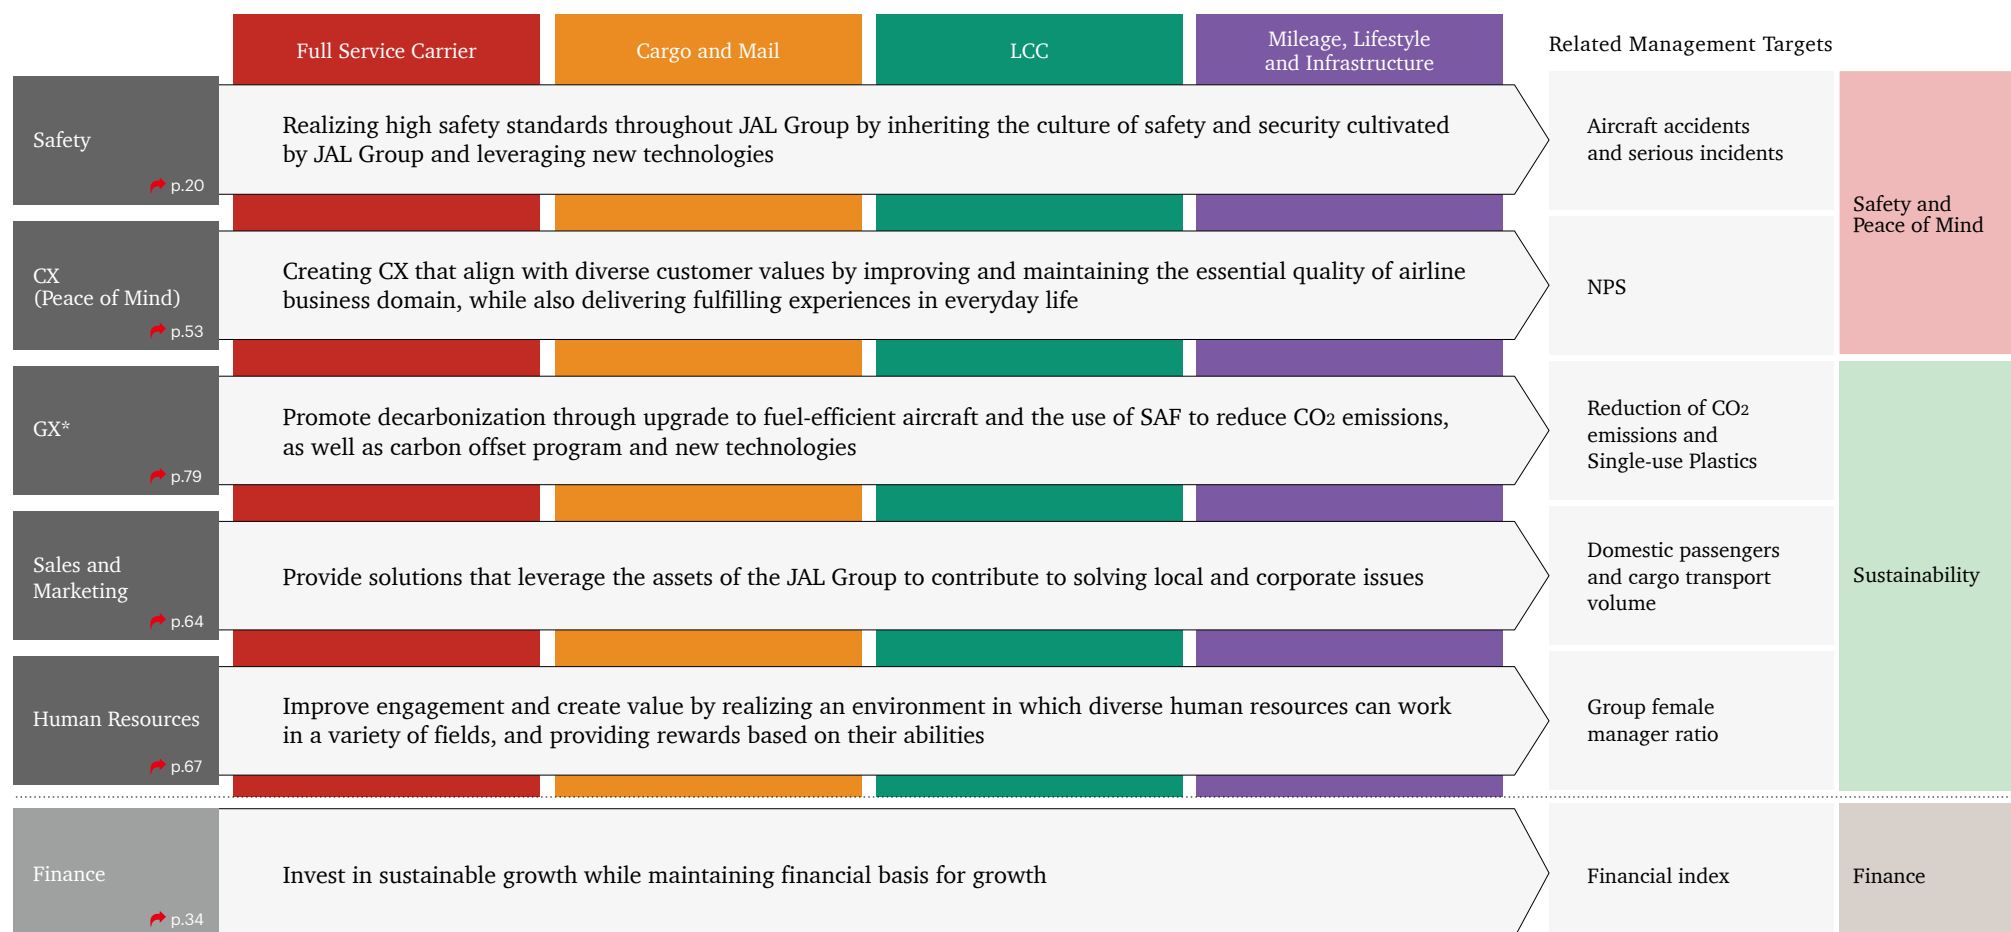 Full Service Carrier
Cargo and Mail
LCC
Mileage, Lifestyle
and Infrastructure
Related Management Targets
Safety
p.20
Realizing high safety standards throughout JAL Group by inheriting the culture of safety and security cultivated
by JAL Group and leveraging new technologies
Aircraft accidents
and serious incidents
Safety and
Peace of Mind
CX
(Peace of Mind)
p.53
Creating CX that align with diverse customer values by improving and maintaining the essential quality of airline
business domain, while also delivering fulfilling experiences in everyday life
NPS
GX*
p.79
Promote decarbonization through upgrade to fuel-efficient aircraft and the use of SAF to reduce CO2 emissions,
as well as carbon offset program and new technologies
Reduction of CO2
emissions and
Single-use Plastics
Sales and
Marketing
p.64
Provide solutions that leverage the assets of the JAL Group to contribute to solving local and corporate issues
Domestic passengers
and cargo transport
volume
Sustainability
Human Resources
p.67
Improve engagement and create value by realizing an environment in which diverse human resources can work
in a variety of fields, and providing rewards based on their abilities
Group female
manager ratio
Finance
p.34
Invest in sustainable growth while maintaining financial basis for growth
Financial index
Finance